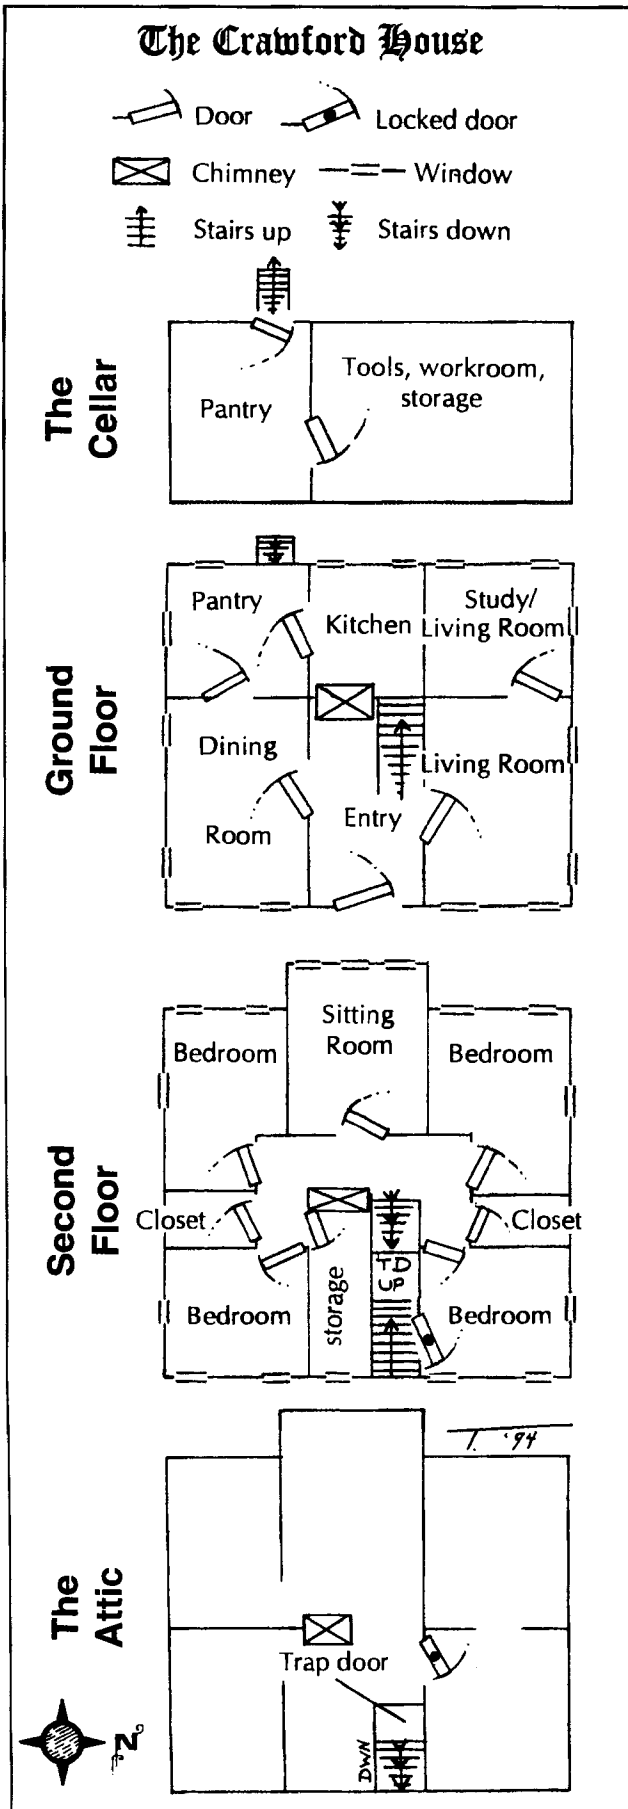 The Crawford House
Door
Locked door
Chimney
Window
Stairs up
Stairs down
The
Cellar
Pantry
Tools, workroom,
storage
Ground
Floor
Pantry
Kitchen
Study/
Living Room
Dining
Room
Entry
Living Room
Second
Floor
Sitting
Room
Bedroom
Bedroom
Closet
Closet
Bedroom
storage
TD
UP
Bedroom
'94
The
Attic
Trap door
DWN
N